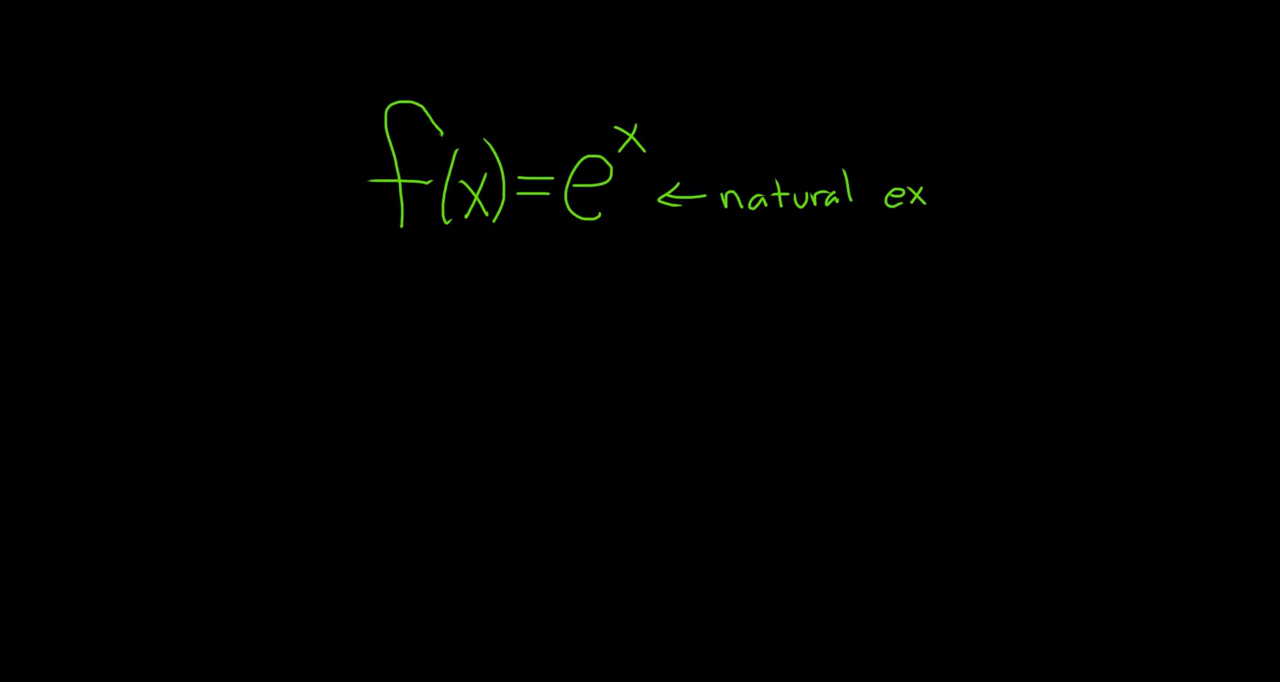 f(x)=e^x ← natural ex